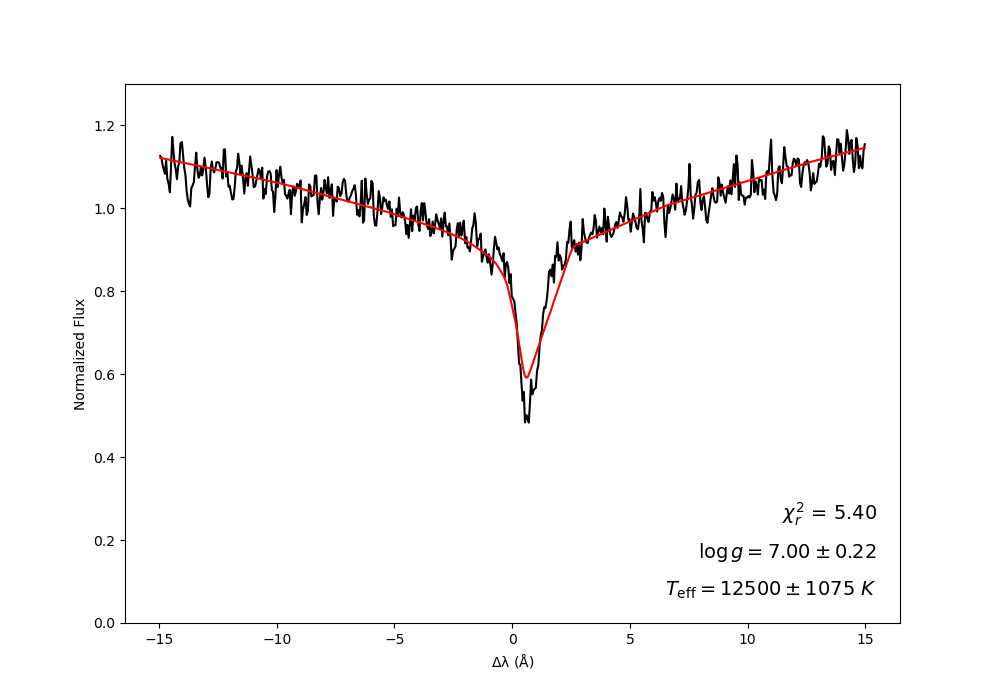 1.2
1.0
0.8
0.6
0.4
0.2
0.0
Normalized Flux
χ²ᵣ = 5.40
log g = 7.00 ± 0.22
T_eff = 12500 ± 1075 K
−15 −10 −5 0 5 10 15
Δλ (Å)